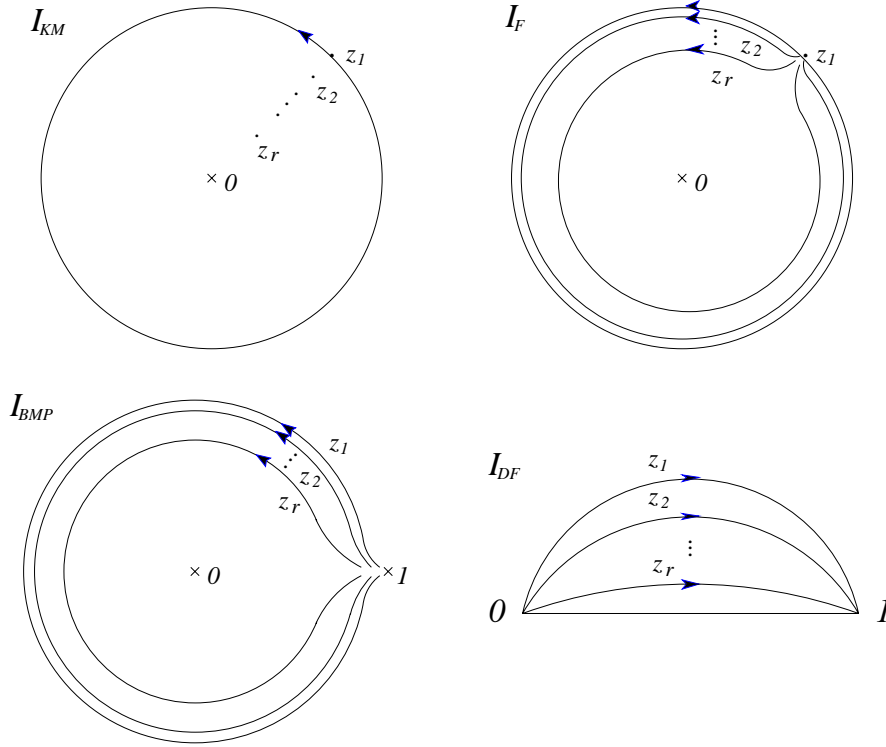 I_KM
z_1
z_2
z_r
× 0
I_F
z_1
z_2
z_r
× 0
I_BMP
z_1
z_2
z_r
× 0
× 1
I_DF
z_1
z_2
z_r
0
1